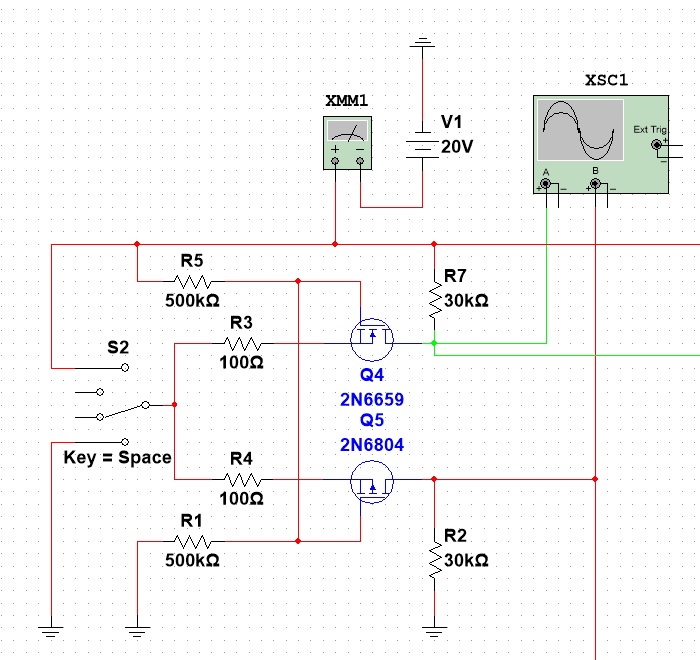 XSC1
XMM1
V1
20V
Ext Trig
+
−
A
B
+ −
+ −
+ −
R5
500kΩ
R7
30kΩ
R3
100Ω
S2
Q4
2N6659
Q5
2N6804
Key = Space
R4
100Ω
R1
500kΩ
R2
30kΩ